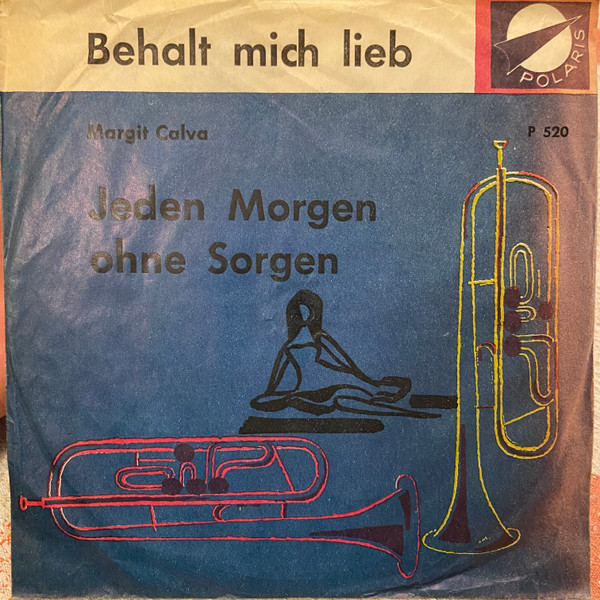 Behalt mich lieb
POLARIS
Margit Calva
P 520
Jeden Morgen
ohne Sorgen